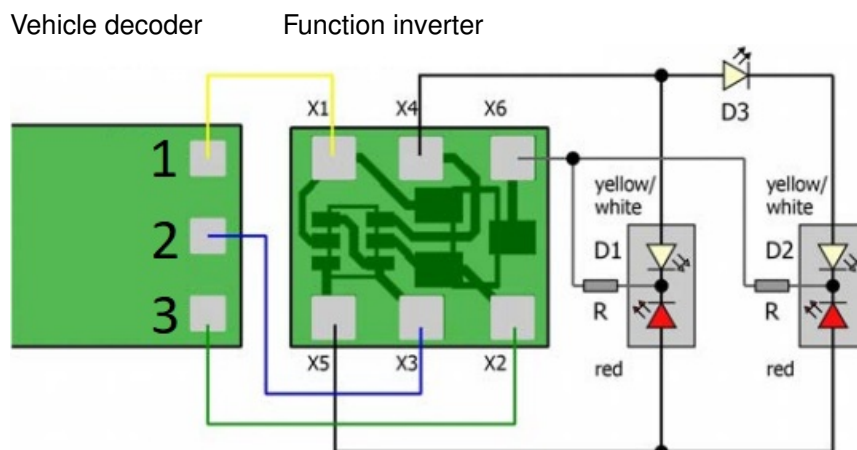 Vehicle decoder
Function inverter
X1
X4
X6
D3
1
2
3
yellow/
white
yellow/
white
D1
D2
R
R
red
red
X5
X3
X2